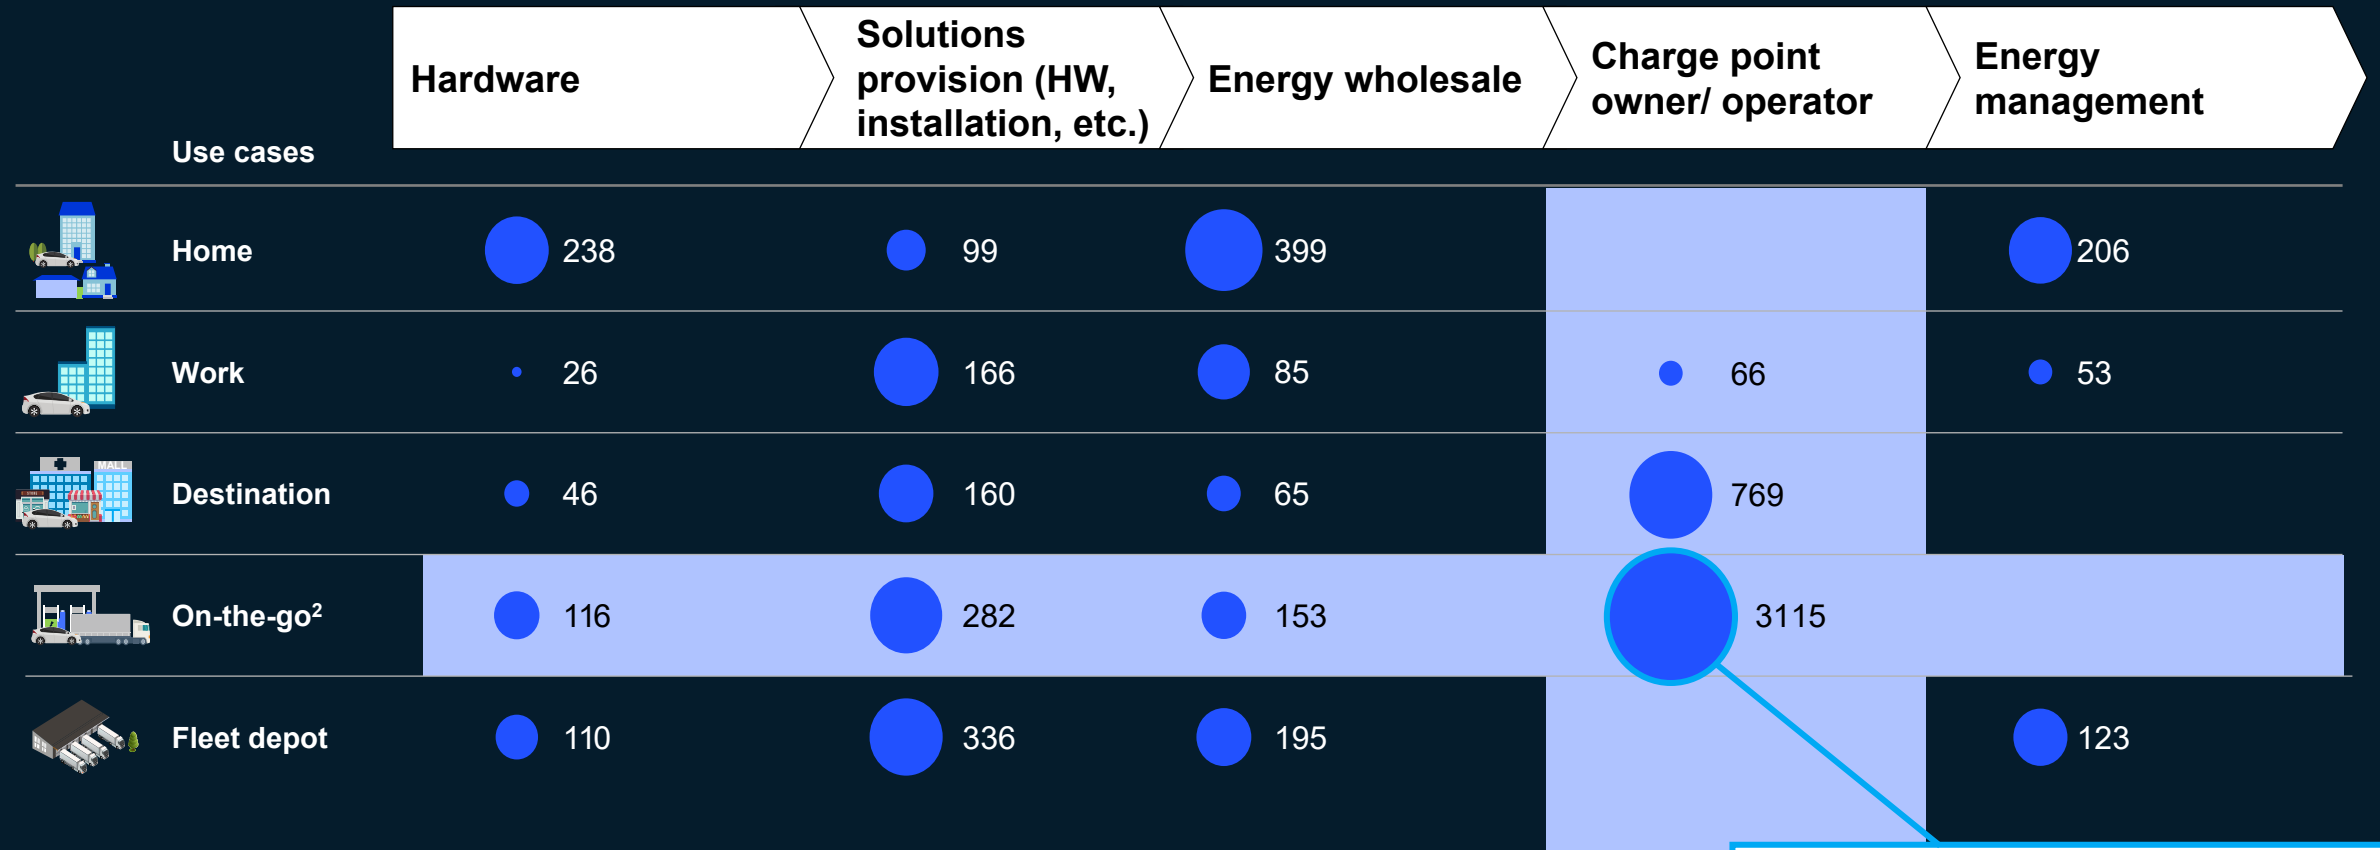 Hardware
Solutions
provision (HW,
installation, etc.)
Energy wholesale
Charge point
owner/ operator
Energy
management
Use cases
Home
238
99
399
206
Work
26
166
85
66
53
MALL
Destination
46
160
65
769
On-the-go²
116
282
153
3115
Fleet depot
110
336
195
123